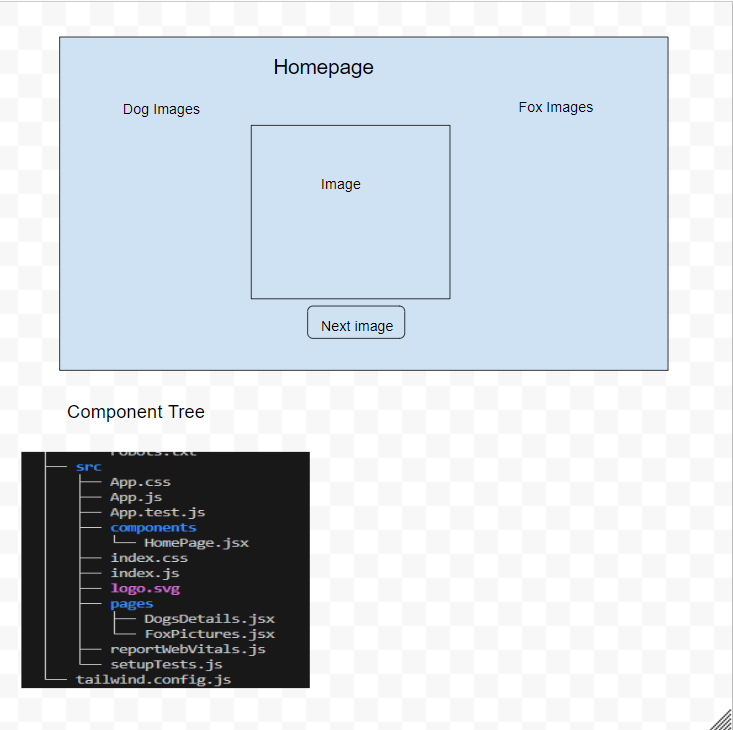 Homepage
Dog Images
Fox Images
Image
Next image
Component Tree
robots.txt
src
App.css
App.js
App.test.js
components
HomePage.jsx
index.css
index.js
logo.svg
pages
DogsDetails.jsx
FoxPictures.jsx
reportWebVitals.js
setupTests.js
tailwind.config.js